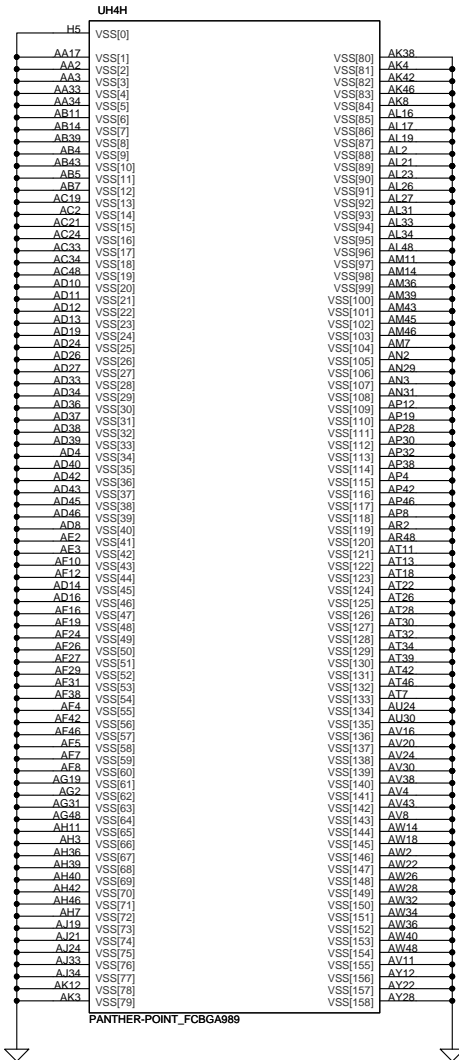 UH4H
H5 VSS[0]
AA17 VSS[1] VSS[80] AK38
AA2 VSS[2] VSS[81] AK4
AA3 VSS[3] VSS[82] AK42
AA33 VSS[4] VSS[83] AK46
AA34 VSS[5] VSS[84] AK8
AB11 VSS[6] VSS[85] AL16
AB14 VSS[7] VSS[86] AL17
AB39 VSS[8] VSS[87] AL19
AB4 VSS[9] VSS[88] AL2
AB43 VSS[10] VSS[89] AL21
AB5 VSS[11] VSS[90] AL23
AB7 VSS[12] VSS[91] AL26
AC19 VSS[13] VSS[92] AL27
AC2 VSS[14] VSS[93] AL31
AC21 VSS[15] VSS[94] AL33
AC24 VSS[16] VSS[95] AL34
AC33 VSS[17] VSS[96] AL48
AC34 VSS[18] VSS[97] AM11
AC48 VSS[19] VSS[98] AM14
AD10 VSS[20] VSS[99] AM36
AD11 VSS[21] VSS[100] AM39
AD12 VSS[22] VSS[101] AM43
AD13 VSS[23] VSS[102] AM45
AD19 VSS[24] VSS[103] AM46
AD24 VSS[25] VSS[104] AM7
AD26 VSS[26] VSS[105] AN2
AD27 VSS[27] VSS[106] AN29
AD33 VSS[28] VSS[107] AN3
AD34 VSS[29] VSS[108] AN31
AD36 VSS[30] VSS[109] AP12
AD37 VSS[31] VSS[110] AP19
AD38 VSS[32] VSS[111] AP28
AD39 VSS[33] VSS[112] AP30
AD4 VSS[34] VSS[113] AP32
AD40 VSS[35] VSS[114] AP38
AD42 VSS[36] VSS[115] AP4
AD43 VSS[37] VSS[116] AP42
AD45 VSS[38] VSS[117] AP46
AD46 VSS[39] VSS[118] AP8
AD8 VSS[40] VSS[119] AR2
AE2 VSS[41] VSS[120] AR48
AE3 VSS[42] VSS[121] AT11
AF10 VSS[43] VSS[122] AT13
AF12 VSS[44] VSS[123] AT18
AD14 VSS[45] VSS[124] AT22
AD16 VSS[46] VSS[125] AT26
AF16 VSS[47] VSS[126] AT28
AF19 VSS[48] VSS[127] AT30
AF24 VSS[49] VSS[128] AT32
AF26 VSS[50] VSS[129] AT34
AF27 VSS[51] VSS[130] AT39
AF29 VSS[52] VSS[131] AT42
AF31 VSS[53] VSS[132] AT46
AF38 VSS[54] VSS[133] AT7
AF4 VSS[55] VSS[134] AU24
AF42 VSS[56] VSS[135] AU30
AF46 VSS[57] VSS[136] AV16
AF5 VSS[58] VSS[137] AV20
AF7 VSS[59] VSS[138] AV24
AF8 VSS[60] VSS[139] AV30
AG19 VSS[61] VSS[140] AV38
AG2 VSS[62] VSS[141] AV4
AG31 VSS[63] VSS[142] AV43
AG48 VSS[64] VSS[143] AV8
AH11 VSS[65] VSS[144] AW14
AH3 VSS[66] VSS[145] AW18
AH36 VSS[67] VSS[146] AW2
AH39 VSS[68] VSS[147] AW22
AH40 VSS[69] VSS[148] AW26
AH42 VSS[70] VSS[149] AW28
AH46 VSS[71] VSS[150] AW32
AH7 VSS[72] VSS[151] AW34
AJ19 VSS[73] VSS[152] AW36
AJ21 VSS[74] VSS[153] AW40
AJ24 VSS[75] VSS[154] AW48
AJ33 VSS[76] VSS[155] AV11
AJ34 VSS[77] VSS[156] AY12
AK12 VSS[78] VSS[157] AY22
AK3 VSS[79] VSS[158] AY28
PANTHER-POINT_FCBGA989